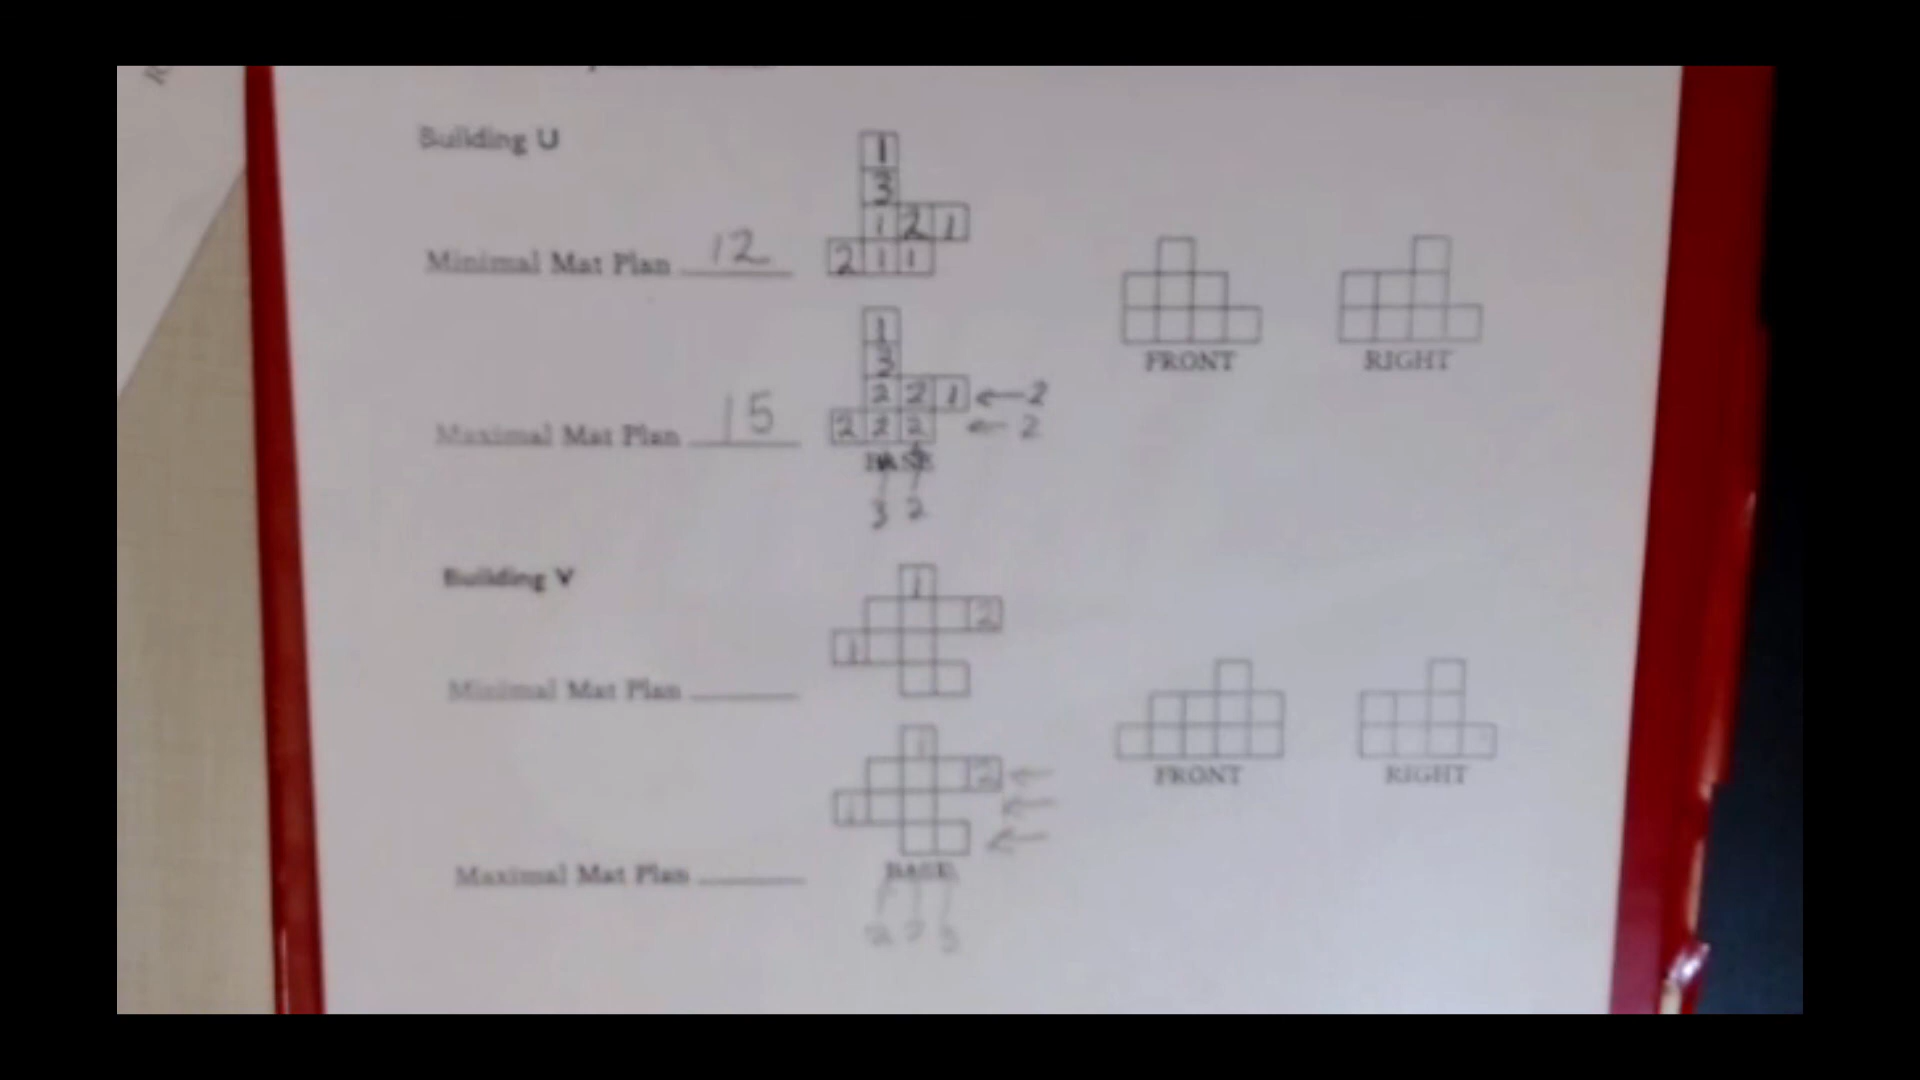 Building U
1
3
1 2 1
Minimal Mat Plan 12
2 1 1
FRONT RIGHT
1
3
2 2 1 ← 2
Maximal Mat Plan 15
2 2 2 ← 2
BASE
3 2
Building V
1
2
1
Minimal Mat Plan
FRONT RIGHT
1
2 ←
1 ←
←
Maximal Mat Plan
BASE
2 2 3